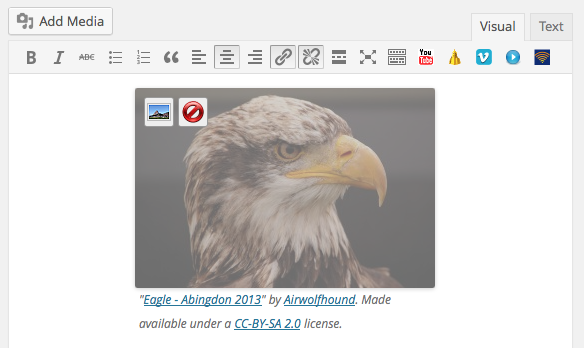 Add Media
Visual Text
B I ABC
You Tube
"Eagle - Abingdon 2013" by Airwolfhound. Made
available under a CC-BY-SA 2.0 license.